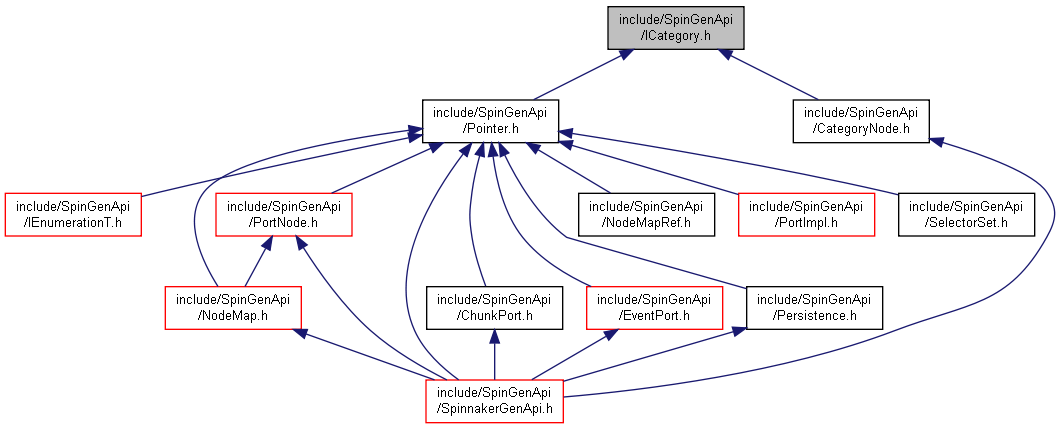 include/SpinGenApi
/ICategory.h
include/SpinGenApi
/Pointer.h
include/SpinGenApi
/CategoryNode.h
include/SpinGenApi
/IEnumerationT.h
include/SpinGenApi
/PortNode.h
include/SpinGenApi
/NodeMapRef.h
include/SpinGenApi
/PortImpl.h
include/SpinGenApi
/SelectorSet.h
include/SpinGenApi
/NodeMap.h
include/SpinGenApi
/ChunkPort.h
include/SpinGenApi
/EventPort.h
include/SpinGenApi
/Persistence.h
include/SpinGenApi
/SpinnakerGenApi.h